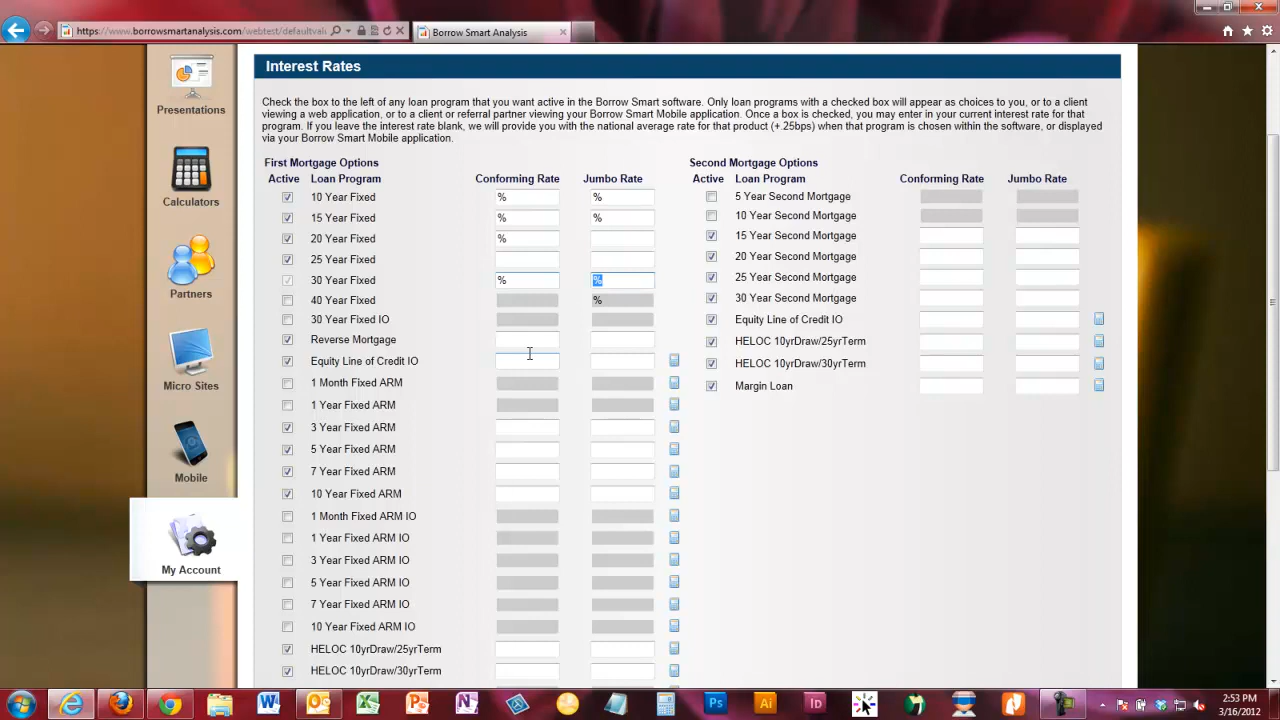 https://www.borrowsmartanalysis.com/webtest/defaultval
Borrow Smart Analysis
Presentations
Calculators
Partners
Micro Sites
Mobile
My Account
Interest Rates
Check the box to the left of any loan program that you want active in the Borrow Smart software. Only loan programs with a checked box will appear as choices to you, or to a client
viewing a web application, or to a client or referral partner viewing your Borrow Smart Mobile application. Once a box is checked, you may enter in your current interest rate for that
program. If you leave the interest rate blank, we will provide you with the national average rate for that product (+.25bps) when that program is chosen within the software, or displayed
via your Borrow Smart Mobile application.
First Mortgage Options
Active Loan Program Conforming Rate Jumbo Rate
10 Year Fixed % %
15 Year Fixed % %
20 Year Fixed %
25 Year Fixed
30 Year Fixed % %
40 Year Fixed %
30 Year Fixed IO
Reverse Mortgage
Equity Line of Credit IO
1 Month Fixed ARM
1 Year Fixed ARM
3 Year Fixed ARM
5 Year Fixed ARM
7 Year Fixed ARM
10 Year Fixed ARM
1 Month Fixed ARM IO
1 Year Fixed ARM IO
3 Year Fixed ARM IO
5 Year Fixed ARM IO
7 Year Fixed ARM IO
10 Year Fixed ARM IO
HELOC 10yrDraw/25yrTerm
HELOC 10yrDraw/30yrTerm
Second Mortgage Options
Active Loan Program Conforming Rate Jumbo Rate
5 Year Second Mortgage
10 Year Second Mortgage
15 Year Second Mortgage
20 Year Second Mortgage
25 Year Second Mortgage
30 Year Second Mortgage
Equity Line of Credit IO
HELOC 10yrDraw/25yrTerm
HELOC 10yrDraw/30yrTerm
Margin Loan
Ps
Ai
Id
2:53 PM
3/16/2012